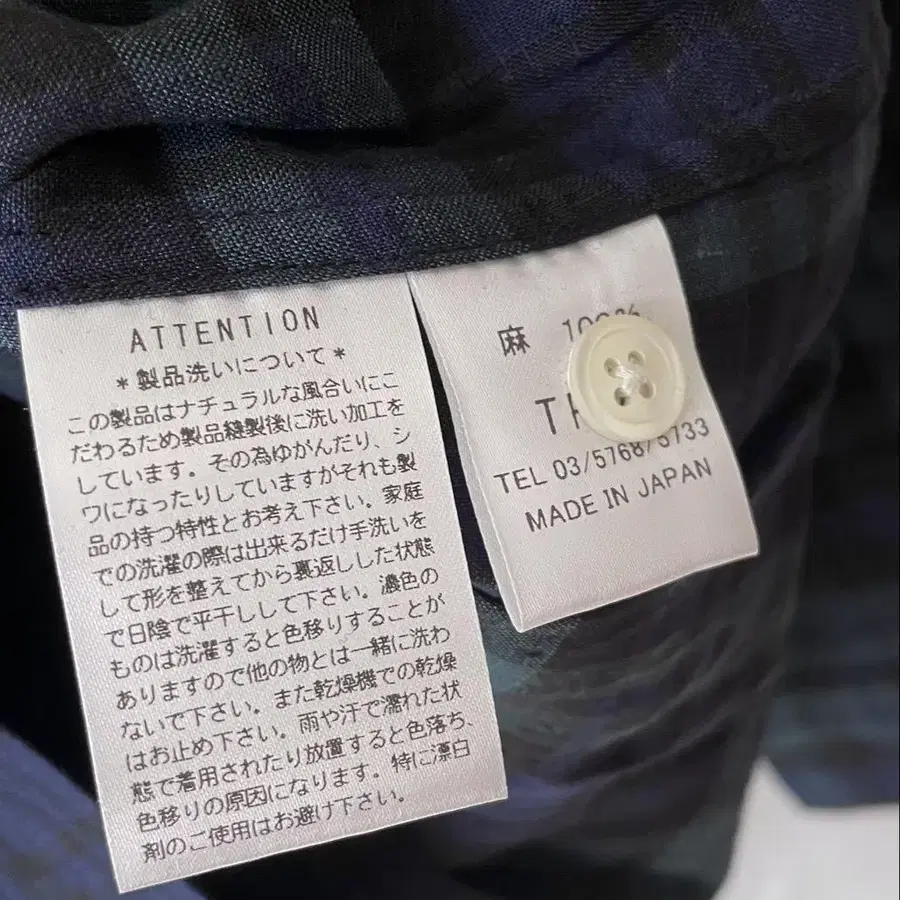 ATTENTION
*製品洗いについて*
この製品はナチュラルな風合いにこ
だわるため製品縫製後に洗い加工を
しています。その為ゆがんだり、シ
ワになったりしていますがそれも製
品の持つ特性とお考え下さい。家庭
での洗濯の際は出来るだけ手洗いを
して形を整えてから裏返しした状態
で日陰で平干しして下さい。濃色の
ものは洗濯すると色移りすることが
ありますので他の物とは一緒に洗わ
ないで下さい。また乾燥機での乾燥
はお止め下さい。雨や汗で濡れた状
態で着用されたり放置すると色落ち、
色移りの原因になります。特に漂白
剤のご使用はお避け下さい。
麻 100%
TEL 03/5768/5733
MADE IN JAPAN